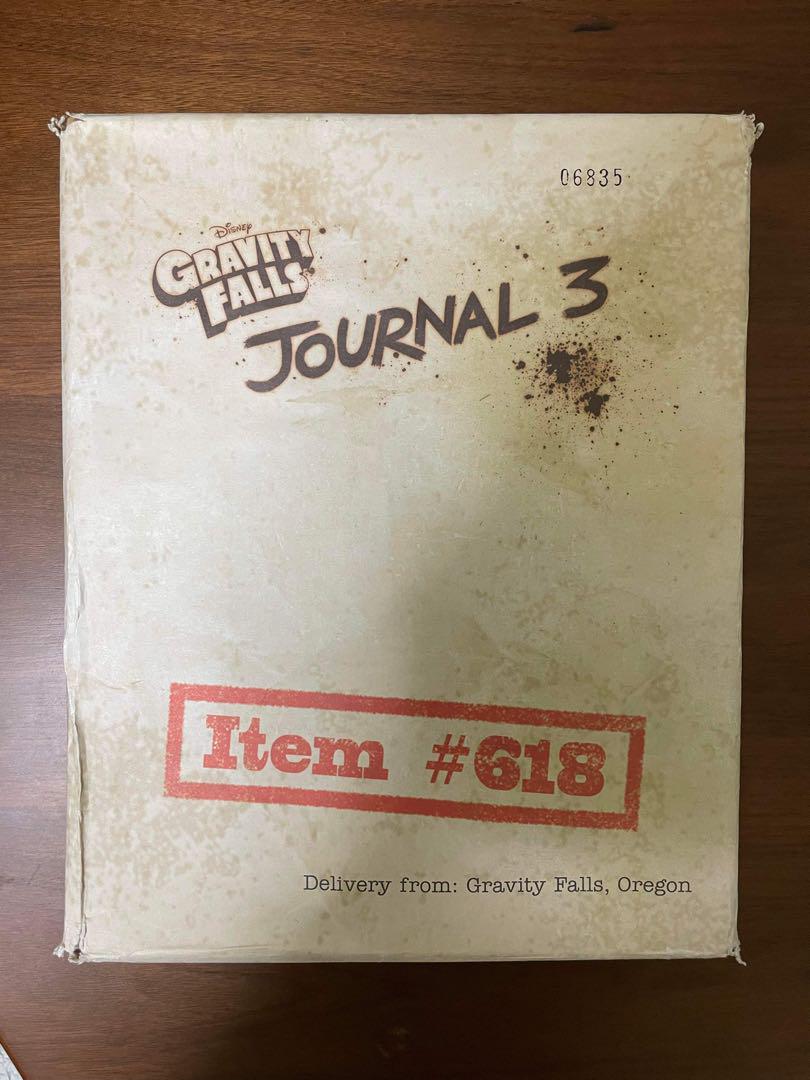 06835
Disney
GRAVITY
FALLS
JOURNAL 3
Item #618
Delivery from: Gravity Falls, Oregon